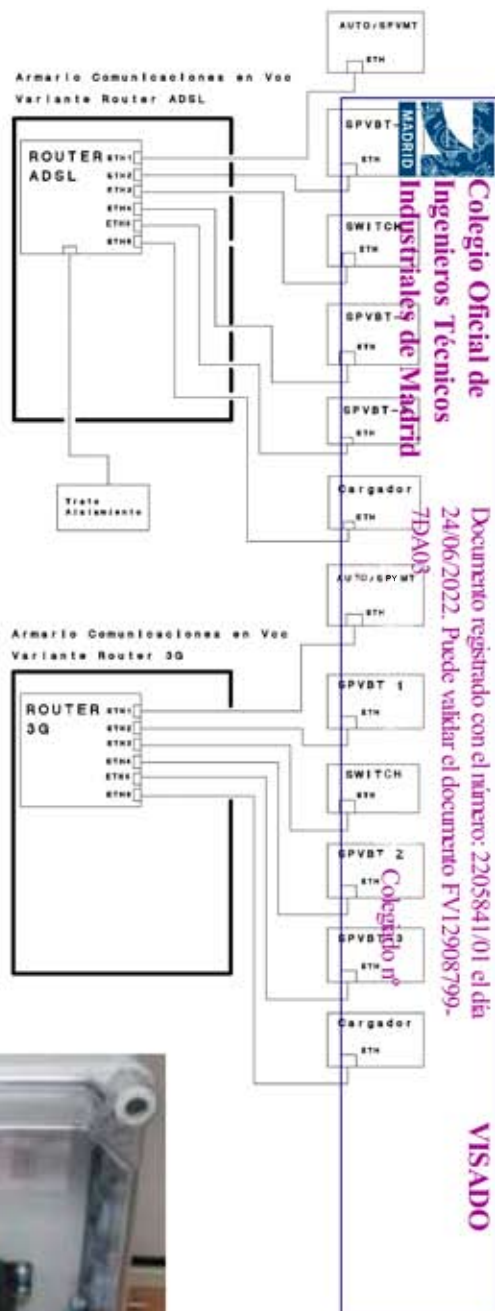 AUTO/SPVMT
ETH
Armario Comunicaciones en Vcc
Variante Router ADSL
ROUTER
ADSL
ETH1
ETH2
ETH3
ETH4
ETH5
ETH6
SPVBT-
ETH
SWITCH
ETH
SPVBT-
ETH
SPVBT-
ETH
Cargador
ETH
Trafo
Aislamiento
AUTO/SPVMT
ETH
Armario Comunicaciones en Vcc
Variante Router 3G
ROUTER
3G
ETH1
ETH2
ETH3
ETH4
ETH5
ETH6
SPVBT 1
ETH
SWITCH
ETH
SPVBT 2
ETH
SPVBT 3
ETH
Cargador
ETH
MADRID
Colegio Oficial de
Ingenieros Técnicos
Industriales de Madrid
Documento registrado con el número: 2205841/01 el día
24/06/2022. Puede validar el documento FV12908799-
7DA03
Colegiado nº
VISADO